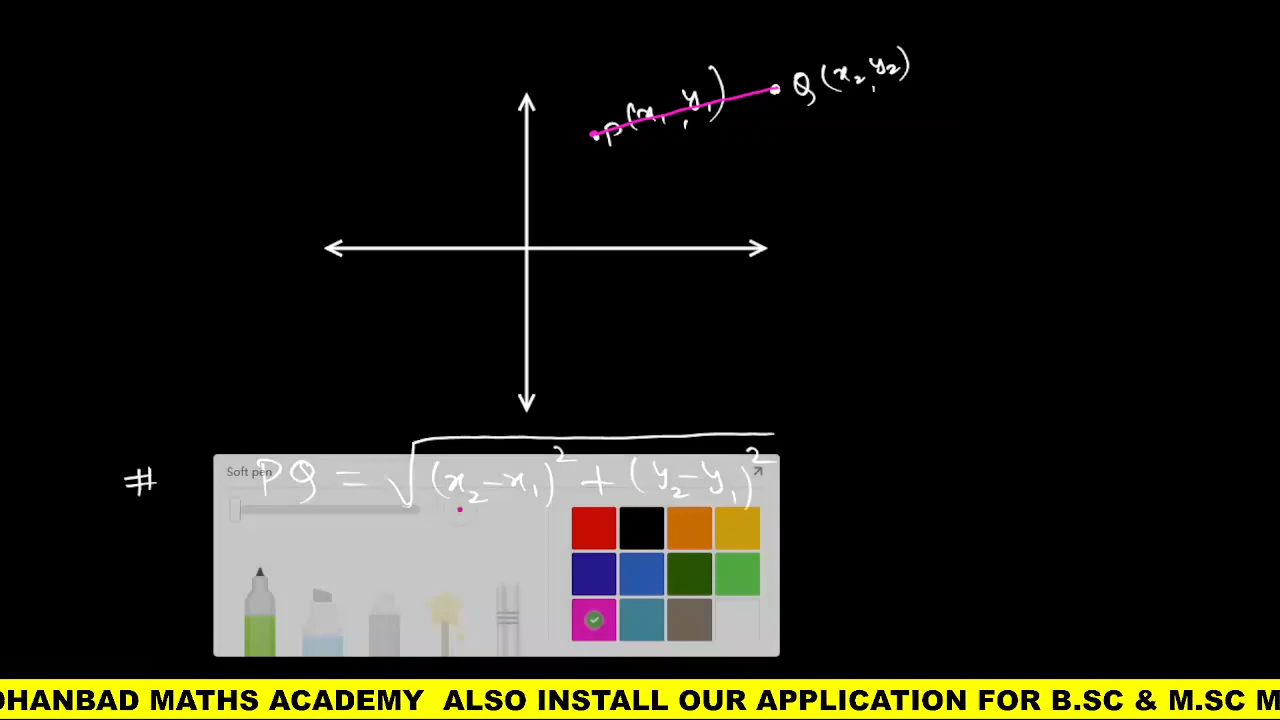 Q(x₂, y₂)
P(x₁, y₁)
# PQ = √((x₂-x₁)² + (y₂-y₁)²)
Soft pen
DHANBAD MATHS ACADEMY ALSO INSTALL OUR APPLICATION FOR B.SC & M.SC M